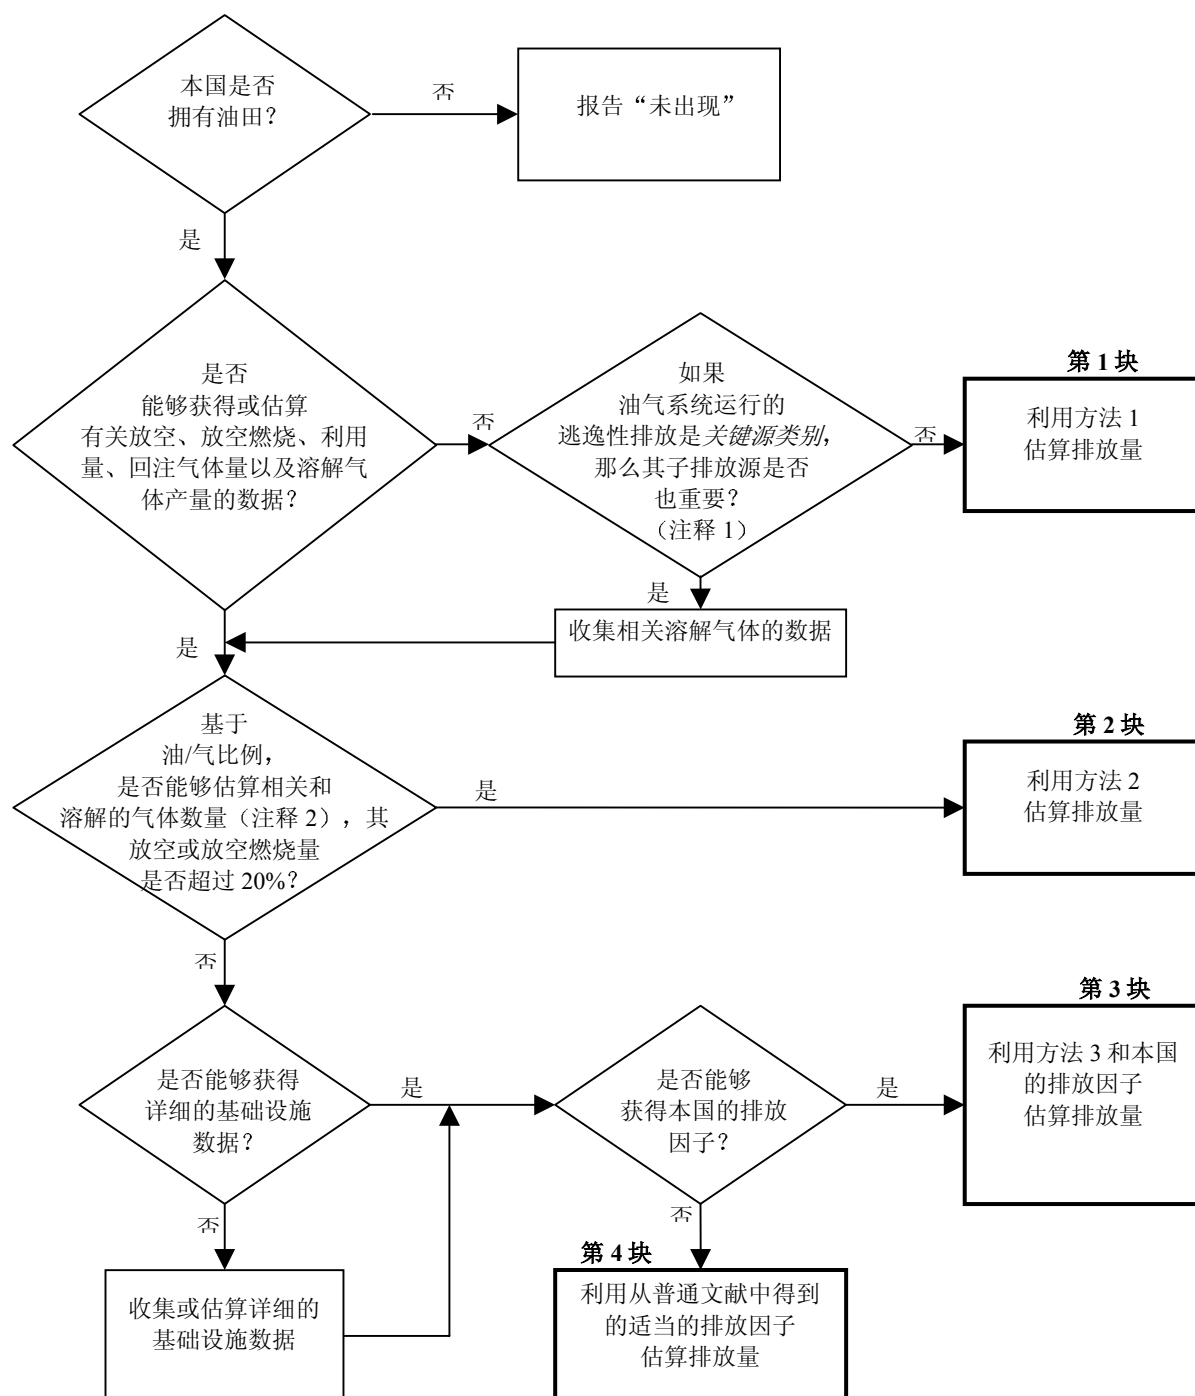 本国是否
拥有油田？
否
报告“未出现”
是
是否
能够获得或估算
有关放空、放空燃烧、利用
量、回注气体量以及溶解气
体产量的数据？
否
如果
油气系统运行的
逃逸性排放是关键源类别，
那么其子排放源是否
也重要？
（注释 1）
否
第 1 块
利用方法 1
估算排放量
是
收集相关溶解气体的数据
是
基于
油/气比例，
是否能够估算相关和
溶解的气体数量（注释 2），其
放空或放空燃烧量
是否超过 20%？
是
第 2 块
利用方法 2
估算排放量
否
是否能够获得
详细的基础设施
数据？
是
是否能够
获得本国的排放
因子？
是
第 3 块
利用方法 3 和本国
的排放因子
估算排放量
否
收集或估算详细的
基础设施数据
否
第 4 块
利用从普通文献中得到
的适当的排放因子
估算排放量